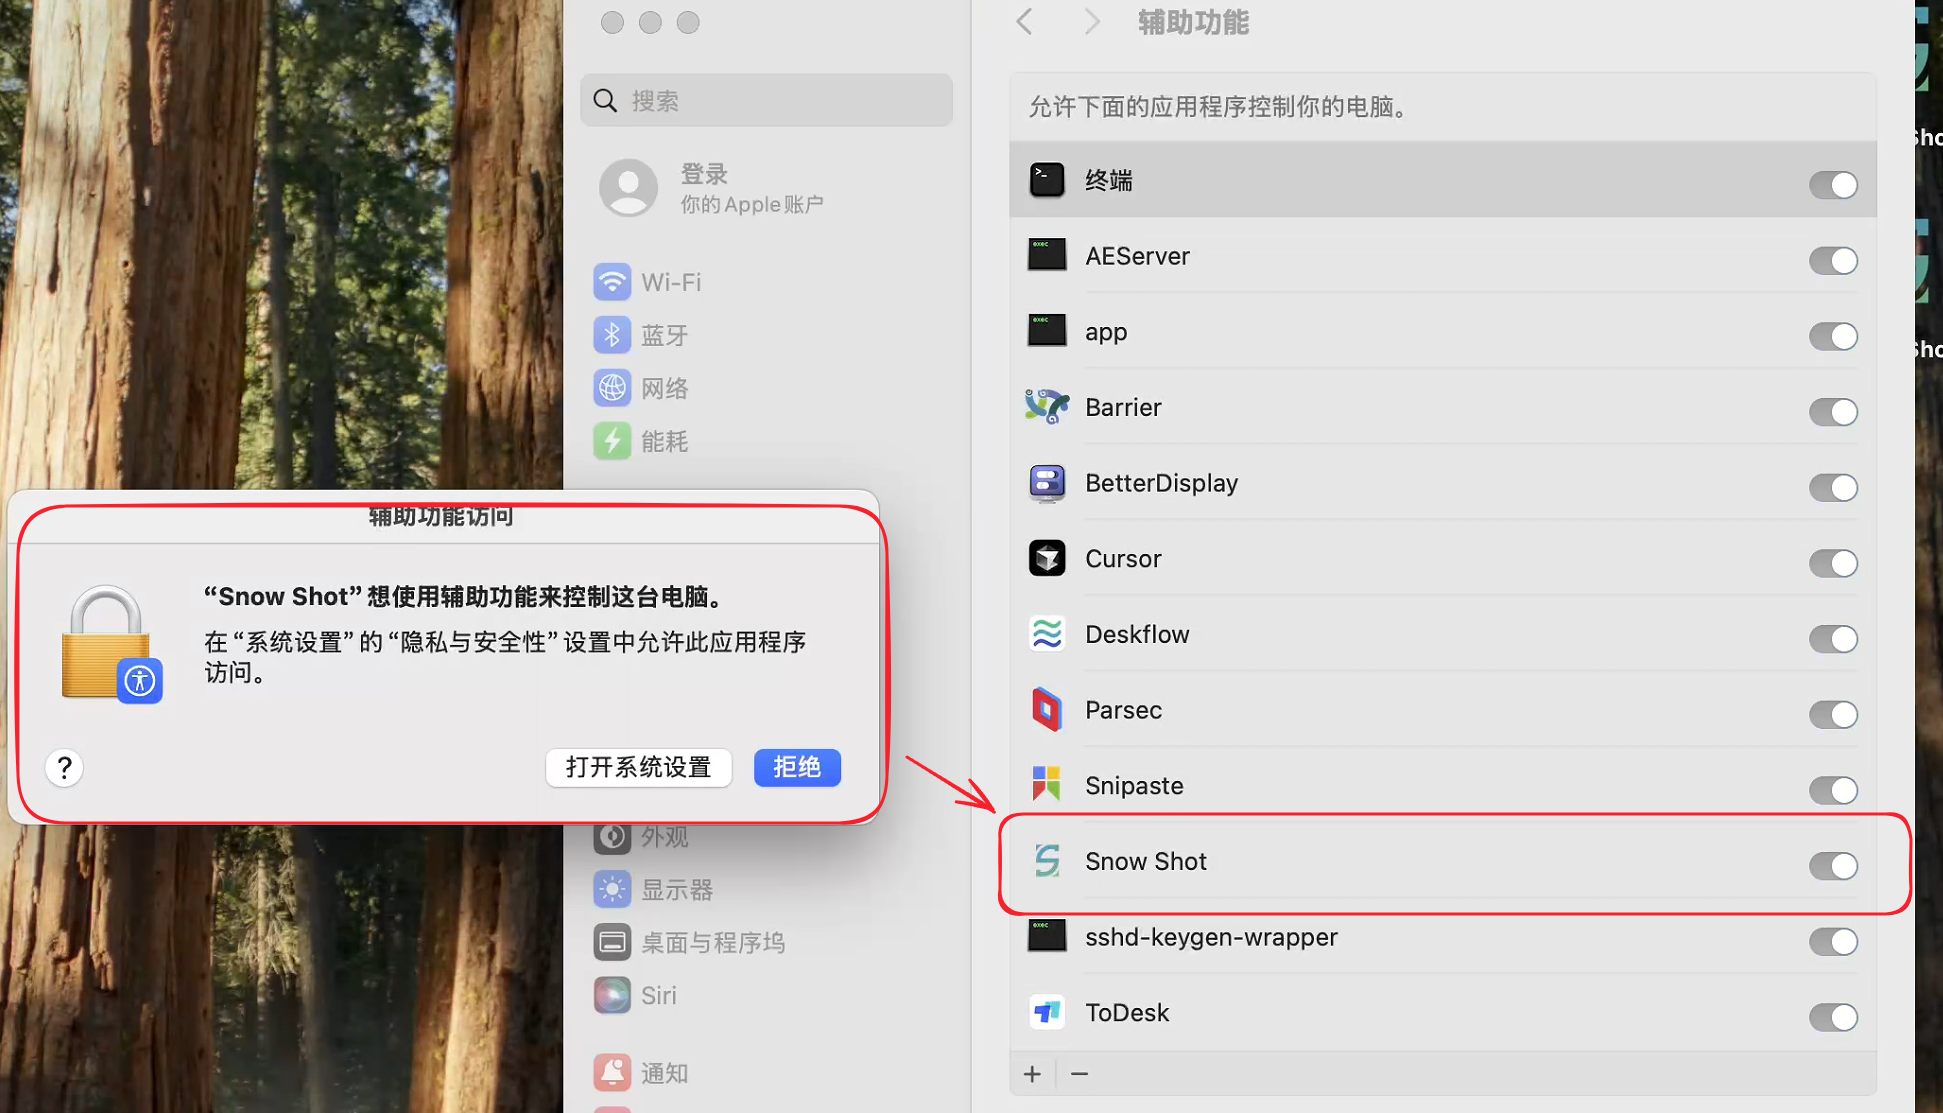 辅助功能
搜索
允许下面的应用程序控制你的电脑。
登录
你的Apple账户
终端
AEServer
Wi-Fi
app
蓝牙
网络
Barrier
能耗
BetterDisplay
辅助功能访问
Cursor
“Snow Shot”想使用辅助功能来控制这台电脑。
在“系统设置”的“隐私与安全性”设置中允许此应用程序
访问。
Deskflow
Parsec
?
打开系统设置
拒绝
Snipaste
外观
Snow Shot
显示器
桌面与程序坞
sshd-keygen-wrapper
Siri
ToDesk
通知